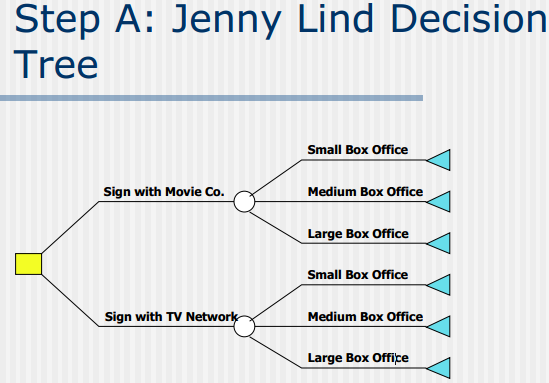 Step A: Jenny Lind Decision
Tree
Small Box Office
Sign with Movie Co.
Medium Box Office
Large Box Office
Small Box Office
Sign with TV Network
Medium Box Office
Large Box Office